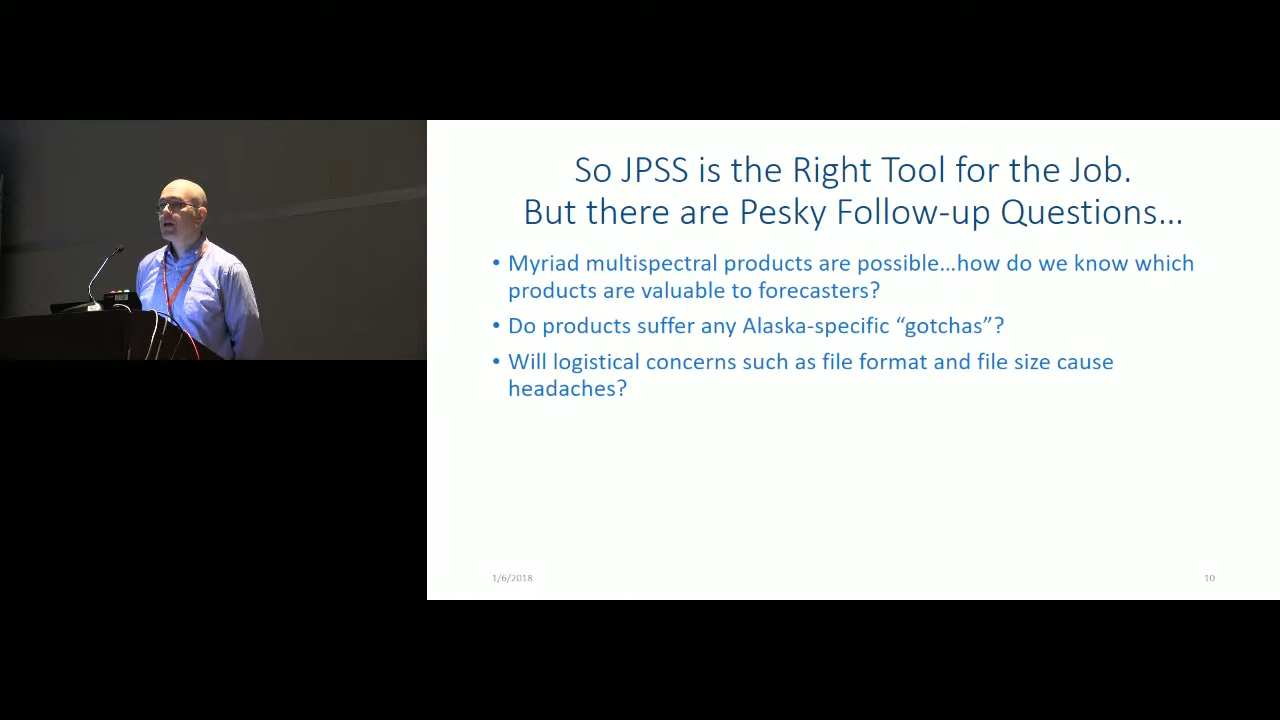 So JPSS is the Right Tool for the Job.
But there are Pesky Follow-up Questions...
• Myriad multispectral products are possible...how do we know which
products are valuable to forecasters?
• Do products suffer any Alaska-specific “gotchas”?
• Will logistical concerns such as file format and file size cause
headaches?
1/6/2018
10